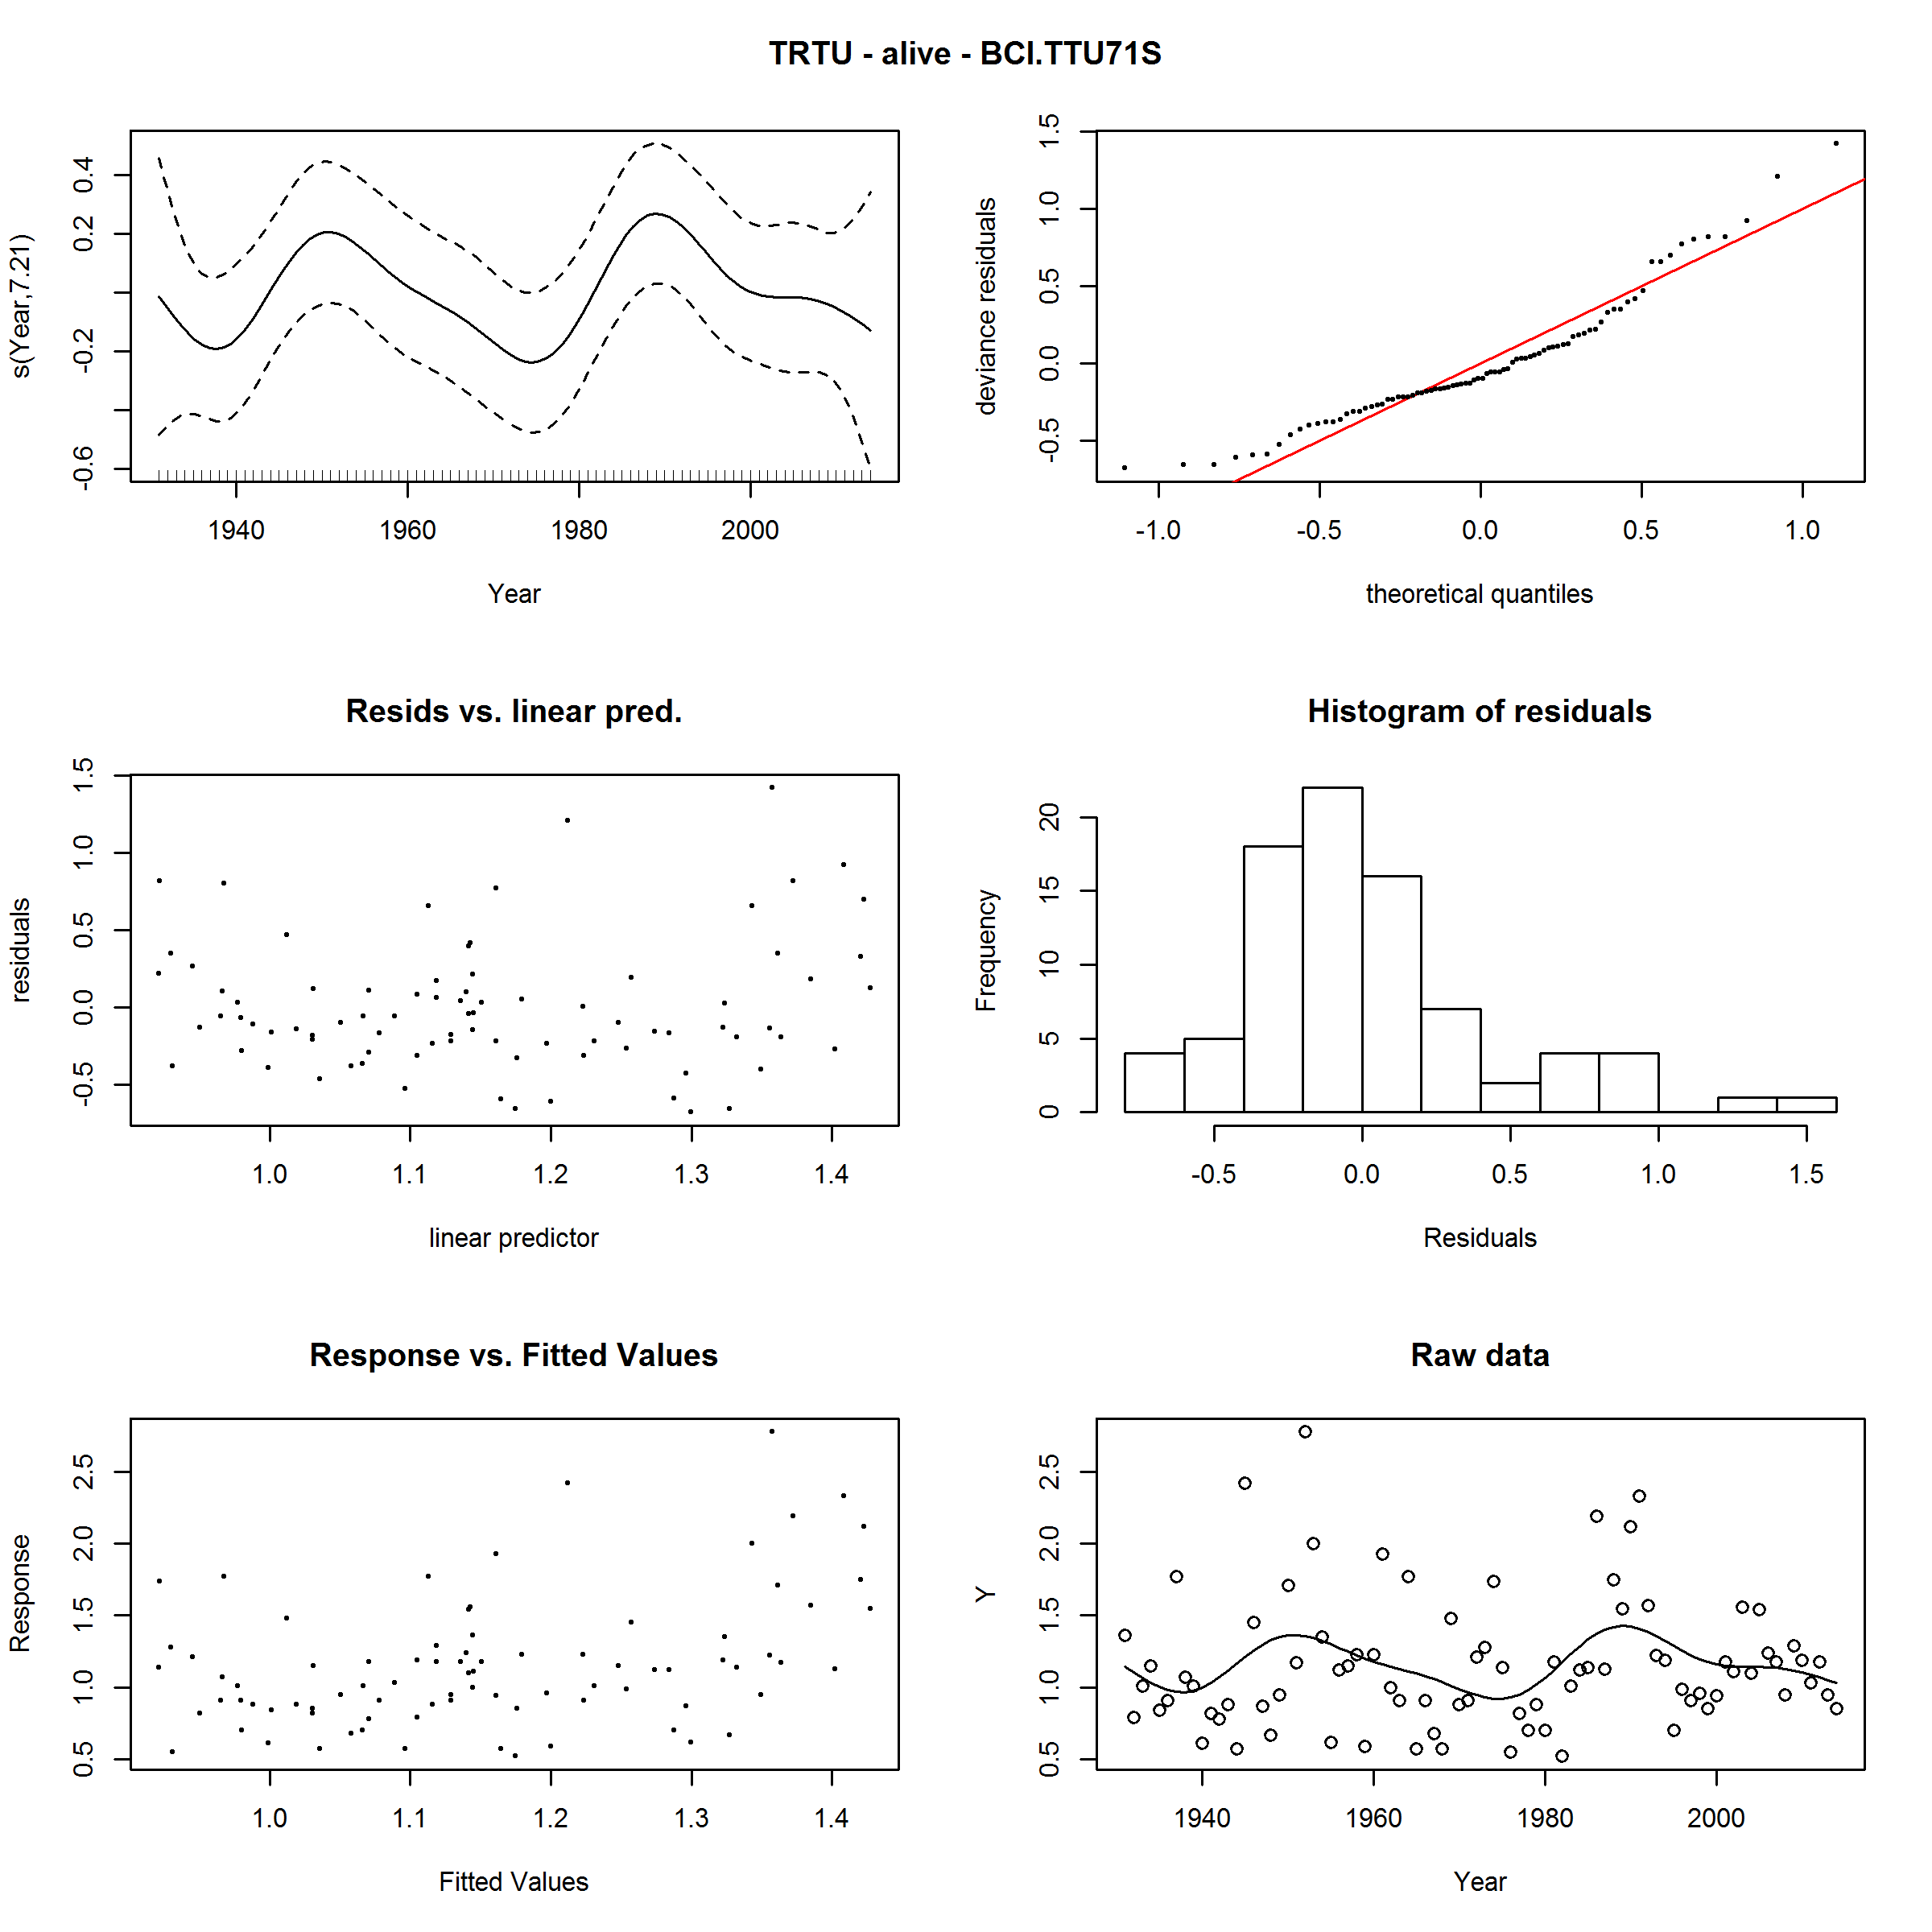 TRTU - alive - BCI.TTU71S
s(Year,7.21)
-0.6 -0.2 0.2 0.4
1940 1960 1980 2000
Year
deviance residuals
-0.5 0.0 0.5 1.0 1.5
-1.0 -0.5 0.0 0.5 1.0
theoretical quantiles
Resids vs. linear pred.
residuals
-0.5 0.0 0.5 1.0 1.5
1.0 1.1 1.2 1.3 1.4
linear predictor
Histogram of residuals
Frequency
0 5 10 15 20
-0.5 0.0 0.5 1.0 1.5
Residuals
Response vs. Fitted Values
Response
0.5 1.0 1.5 2.0 2.5
1.0 1.1 1.2 1.3 1.4
Fitted Values
Raw data
Y
0.5 1.0 1.5 2.0 2.5
1940 1960 1980 2000
Year